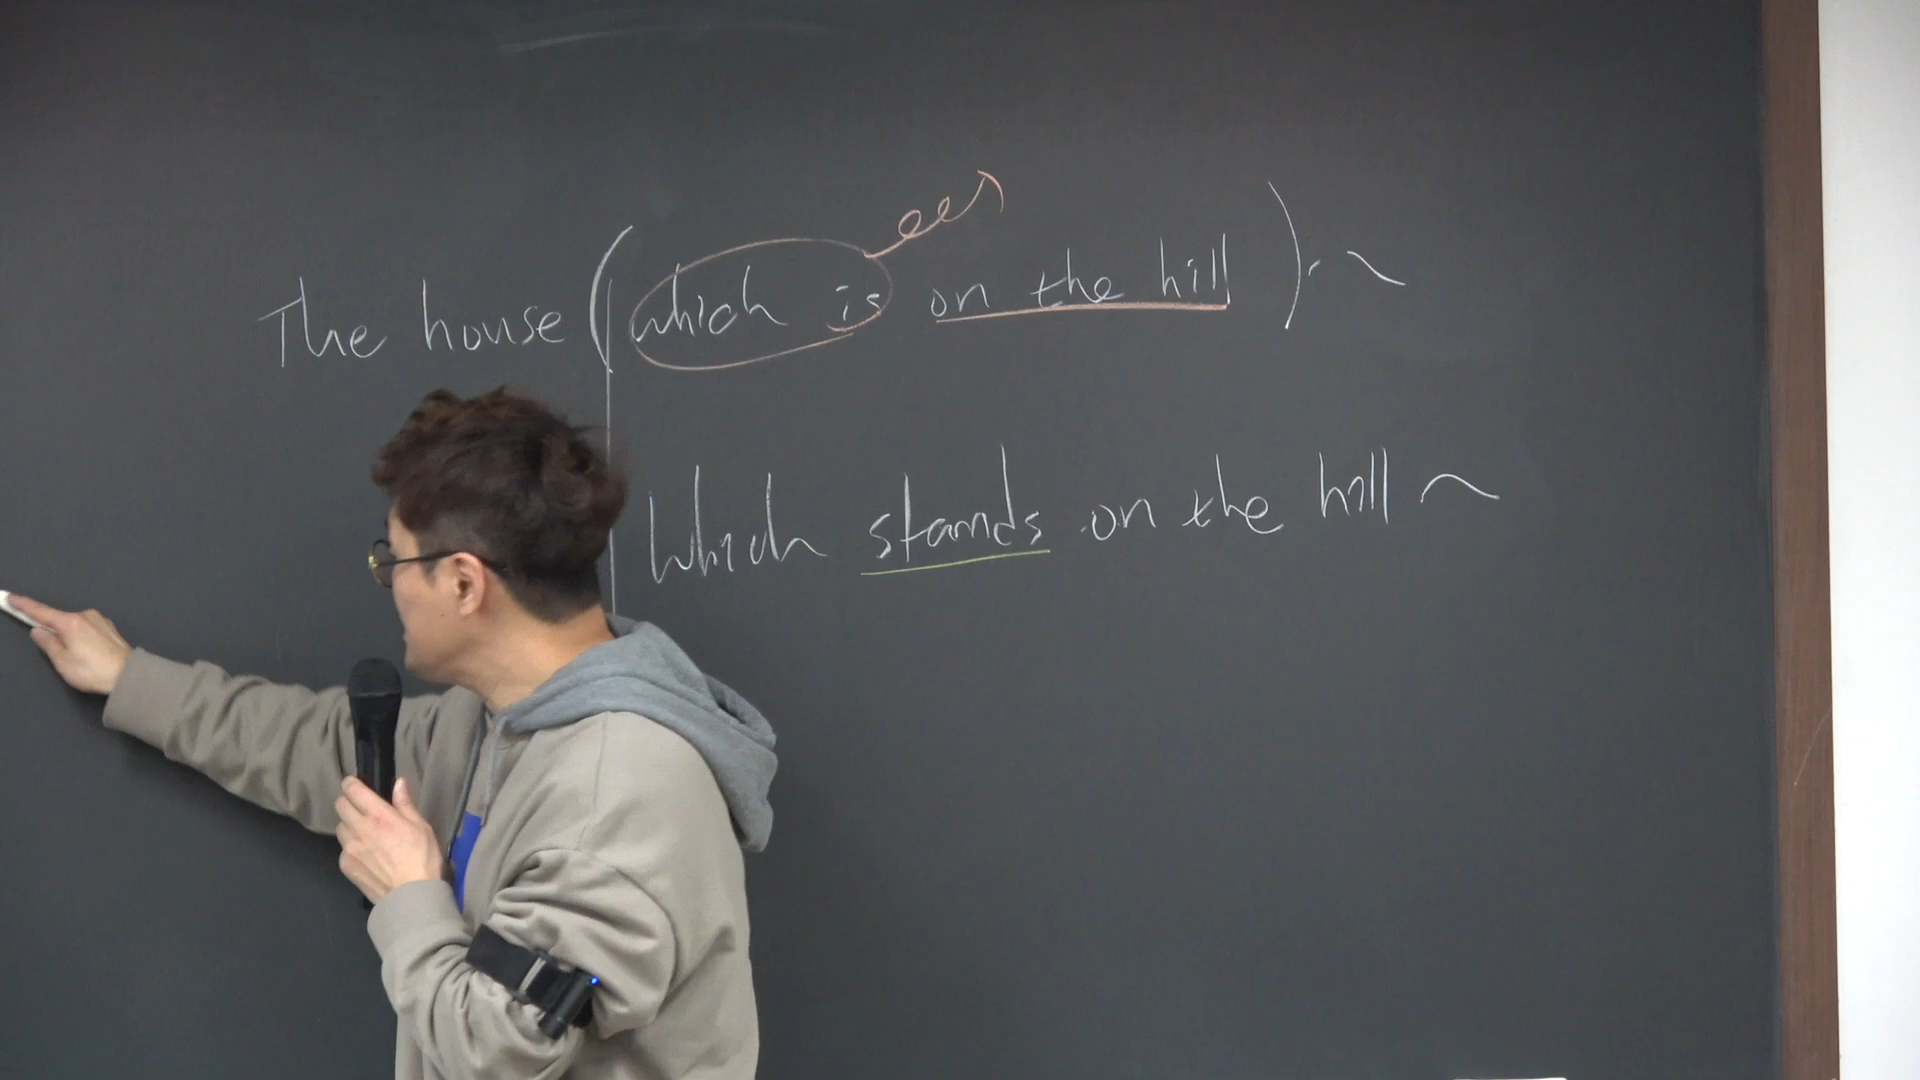 The house (which is on the hill) ~
which stands on the hill ~